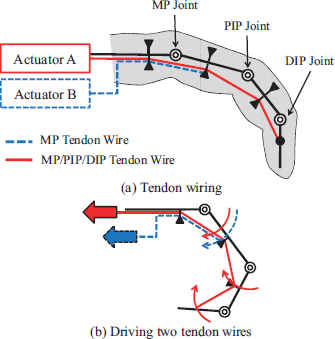 MP Joint
PIP Joint
DIP Joint
Actuator A
Actuator B
MP Tendon Wire
MP/PIP/DIP Tendon Wire
(a) Tendon wiring
(b) Driving two tendon wires